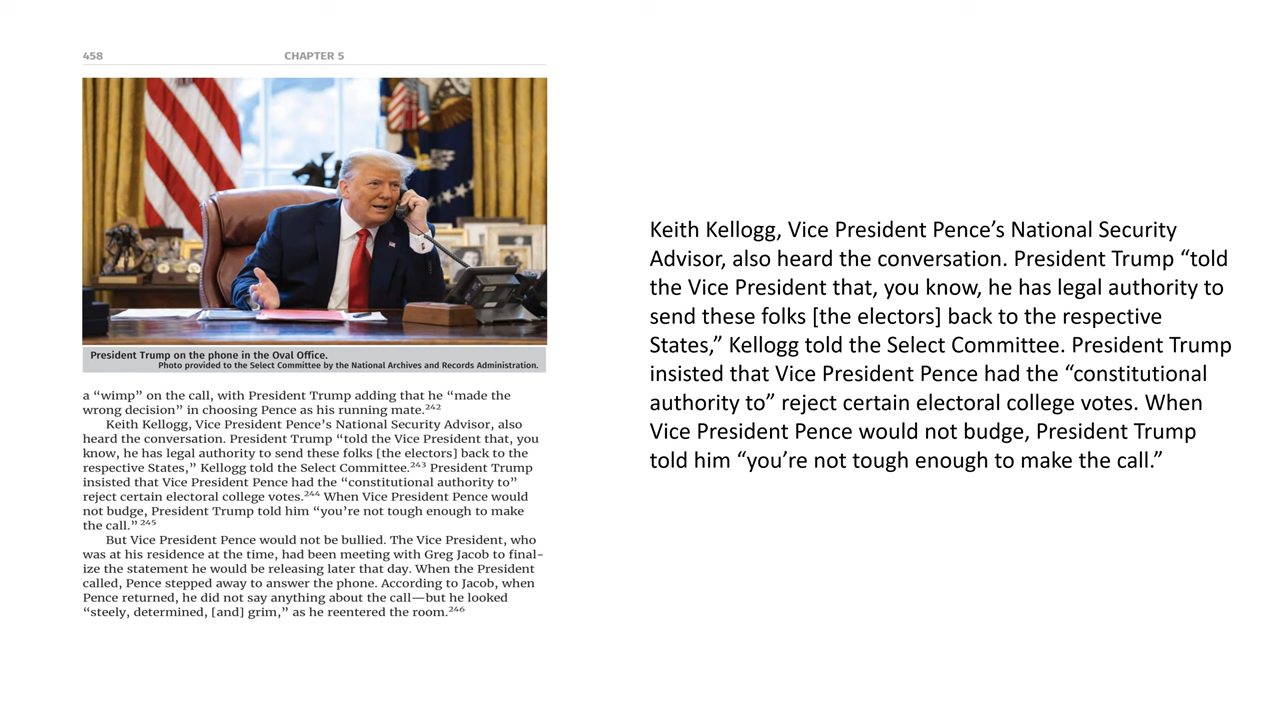 458 CHAPTER 5
President Trump on the phone in the Oval Office.
Photo provided to the Select Committee by the National Archives and Records Administration.
a “wimp” on the call, with President Trump adding that he “made the
wrong decision” in choosing Pence as his running mate.242
Keith Kellogg, Vice President Pence’s National Security Advisor, also
heard the conversation. President Trump “told the Vice President that, you
know, he has legal authority to send these folks [the electors] back to the
respective States,” Kellogg told the Select Committee.243 President Trump
insisted that Vice President Pence had the “constitutional authority to”
reject certain electoral college votes.244 When Vice President Pence would
not budge, President Trump told him “you’re not tough enough to make
the call.” 245
But Vice President Pence would not be bullied. The Vice President, who
was at his residence at the time, had been meeting with Greg Jacob to final-
ize the statement he would be releasing later that day. When the President
called, Pence stepped away to answer the phone. According to Jacob, when
Pence returned, he did not say anything about the call—but he looked
“steely, determined, [and] grim,” as he reentered the room.246
Keith Kellogg, Vice President Pence’s National Security
Advisor, also heard the conversation. President Trump “told
the Vice President that, you know, he has legal authority to
send these folks [the electors] back to the respective
States,” Kellogg told the Select Committee. President Trump
insisted that Vice President Pence had the “constitutional
authority to” reject certain electoral college votes. When
Vice President Pence would not budge, President Trump
told him “you’re not tough enough to make the call.”